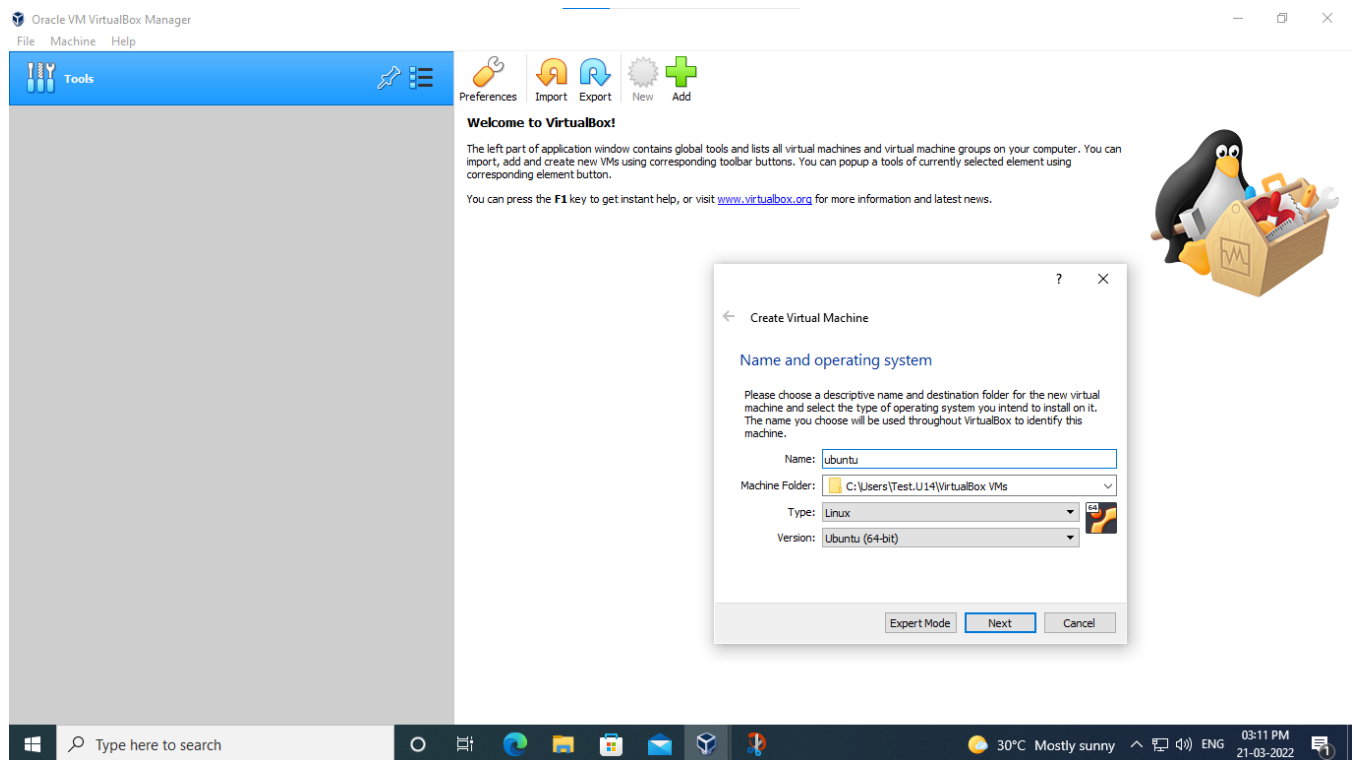 Oracle VM VirtualBox Manager
File Machine Help
Tools
Preferences Import Export New Add
Welcome to VirtualBox!
The left part of application window contains global tools and lists all virtual machines and virtual machine groups on your computer. You can
import, add and create new VMs using corresponding toolbar buttons. You can popup a tools of currently selected element using
corresponding element button.
You can press the F1 key to get instant help, or visit www.virtualbox.org for more information and latest news.
?
Create Virtual Machine
Name and operating system
Please choose a descriptive name and destination folder for the new virtual
machine and select the type of operating system you intend to install on it.
The name you choose will be used throughout VirtualBox to identify this
machine.
Name: ubuntu
Machine Folder: C:\Users\Test.U14\VirtualBox VMs
Type: Linux
64
Version: Ubuntu (64-bit)
Expert Mode Next Cancel
Type here to search
30°C Mostly sunny
ENG
03:11 PM
21-03-2022
1